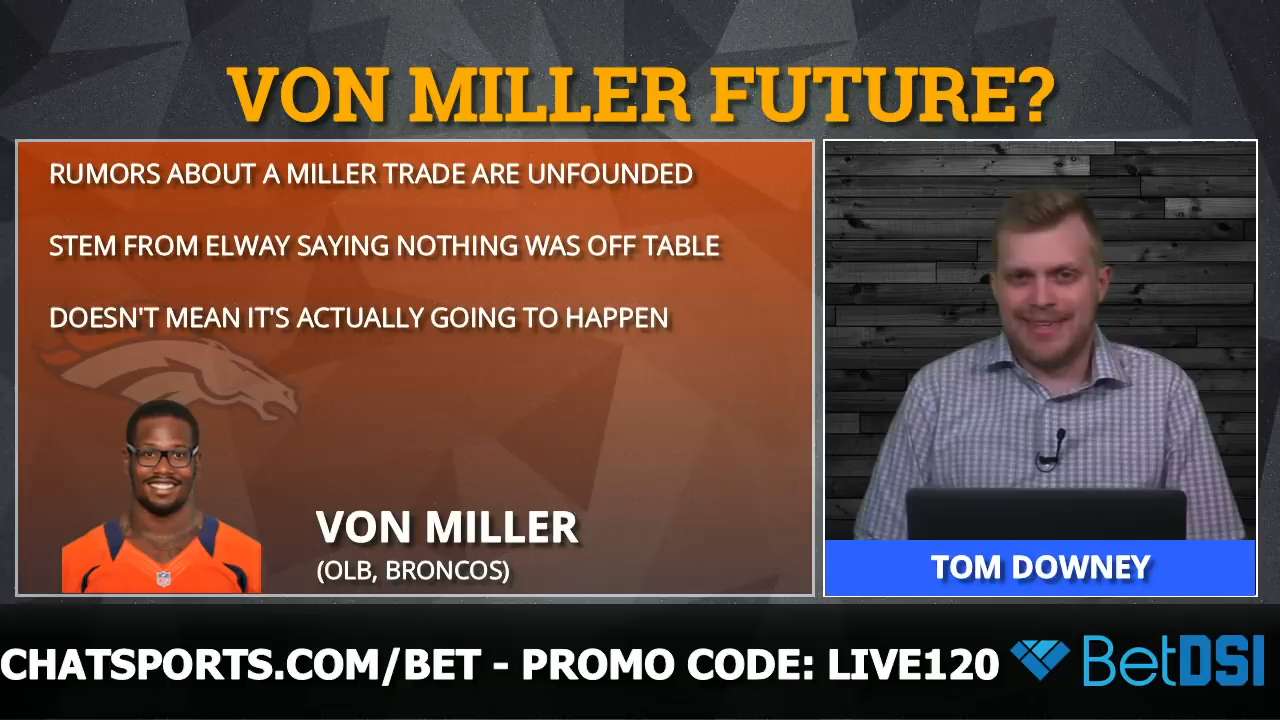 VON MILLER FUTURE?
RUMORS ABOUT A MILLER TRADE ARE UNFOUNDED
STEM FROM ELWAY SAYING NOTHING WAS OFF TABLE
DOESN'T MEAN IT'S ACTUALLY GOING TO HAPPEN
VON MILLER
(OLB, BRONCOS)
TOM DOWNEY
CHATSPORTS.COM/BET - PROMO CODE: LIVE120
BetDSI